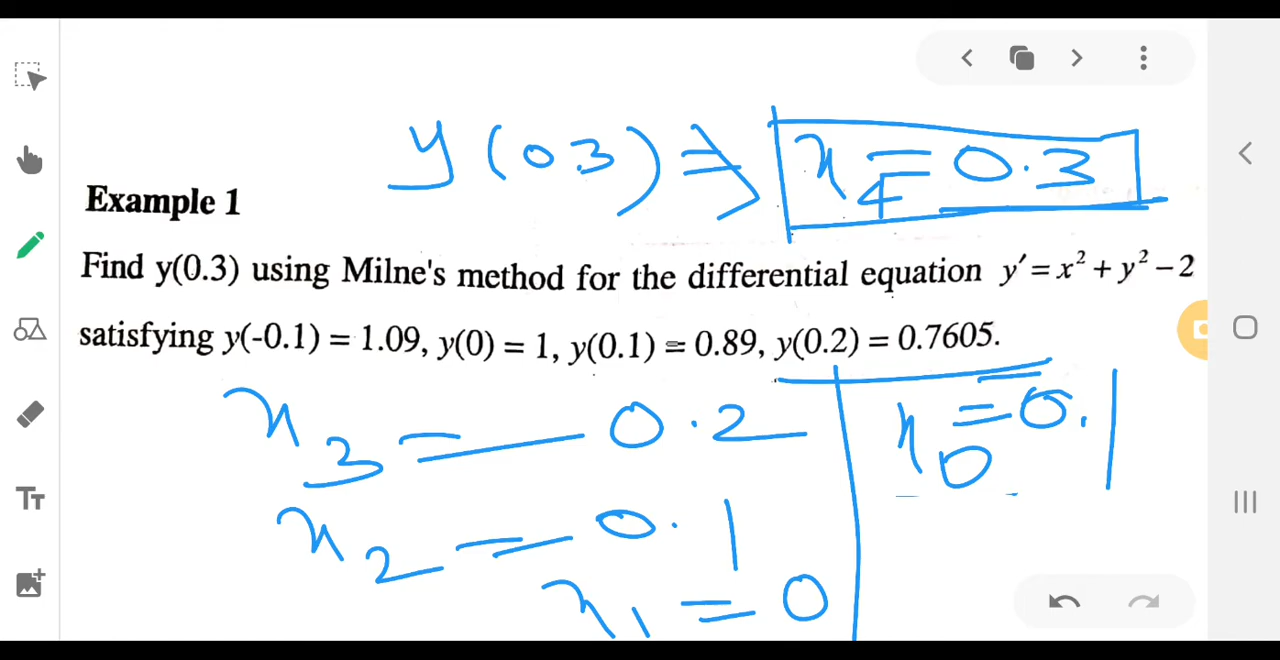 y(0.3) ⇒ x₄ = 0.3
Example 1
Find y(0.3) using Milne's method for the differential equation y′ = x² + y² − 2
satisfying y(-0.1) = 1.09, y(0) = 1, y(0.1) = 0.89, y(0.2) = 0.7605.
x₃ = 0.2
x₀ = 0.1
x₂ = 0.1
x₁ = 0
Tт